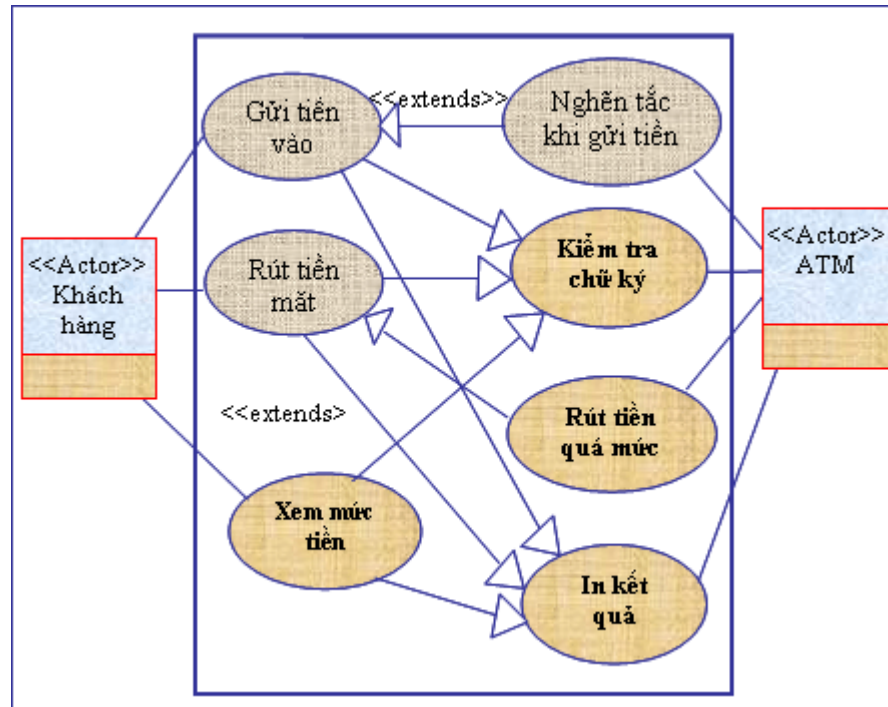 Gửi tiền
vào
<<extends>>
Nghẽn tắc
khi gửi tiền
<<Actor>>
Khách
hàng
Rút tiền
mặt
Kiểm tra
chữ ký
<<Actor>>
ATM
<<extends>
Rút tiền
quá mức
Xem mức
tiền
In kết
quả